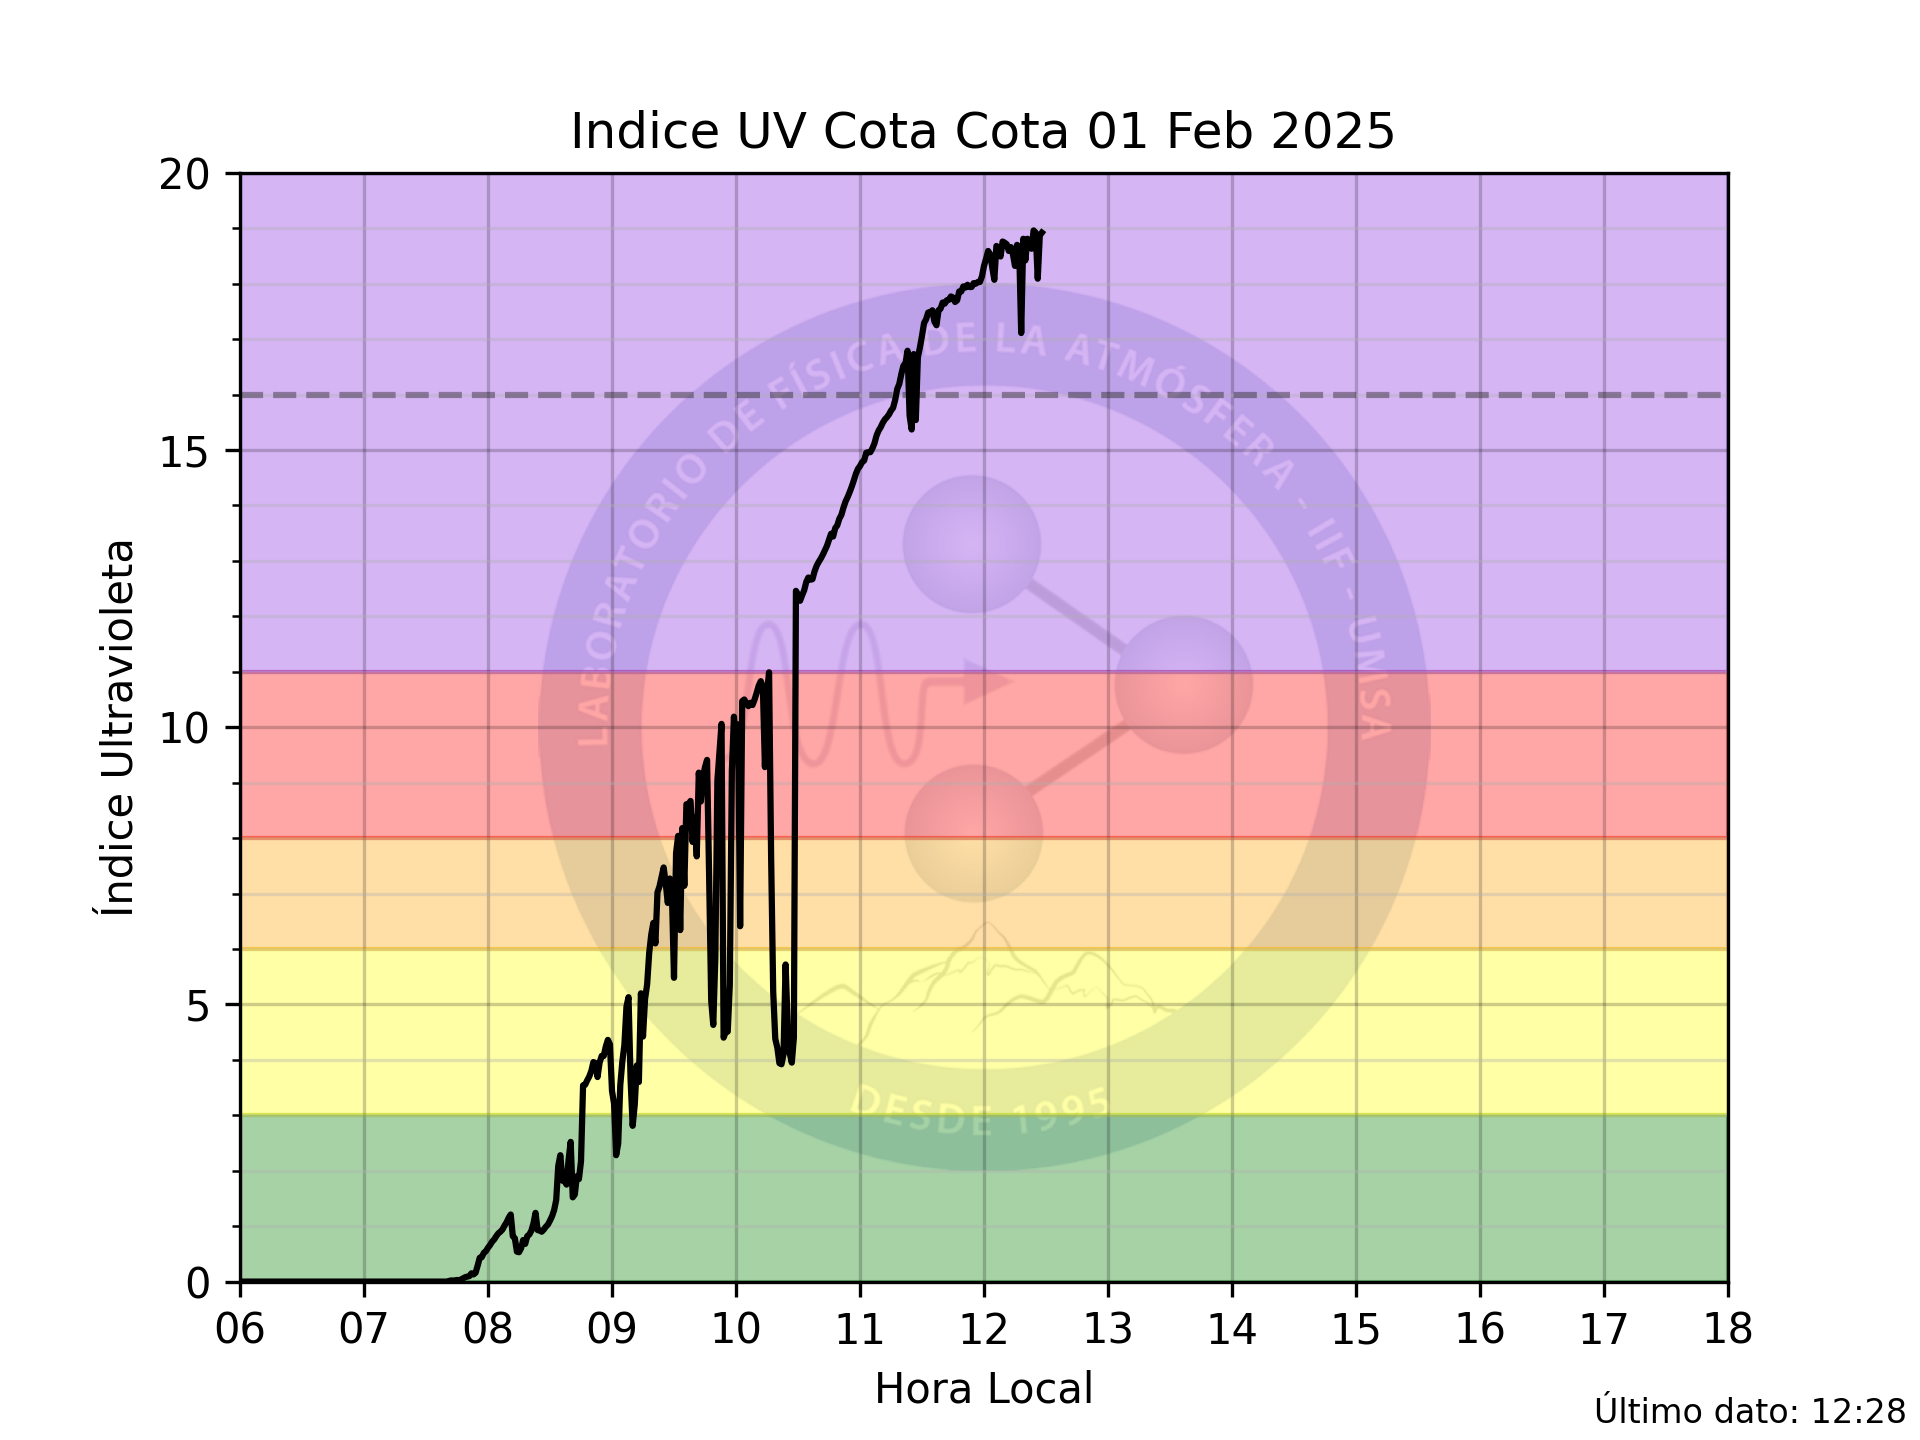 Indice UV Cota Cota 01 Feb 2025
20
15
10
5
0
Índice Ultravioleta
LABORATORIO DE FÍSICA DE LA ATMÓSFERA - IIF - UMSA
DESDE 1995
06 07 08 09 10 11 12 13 14 15 16 17 18
Hora Local
Último dato: 12:28